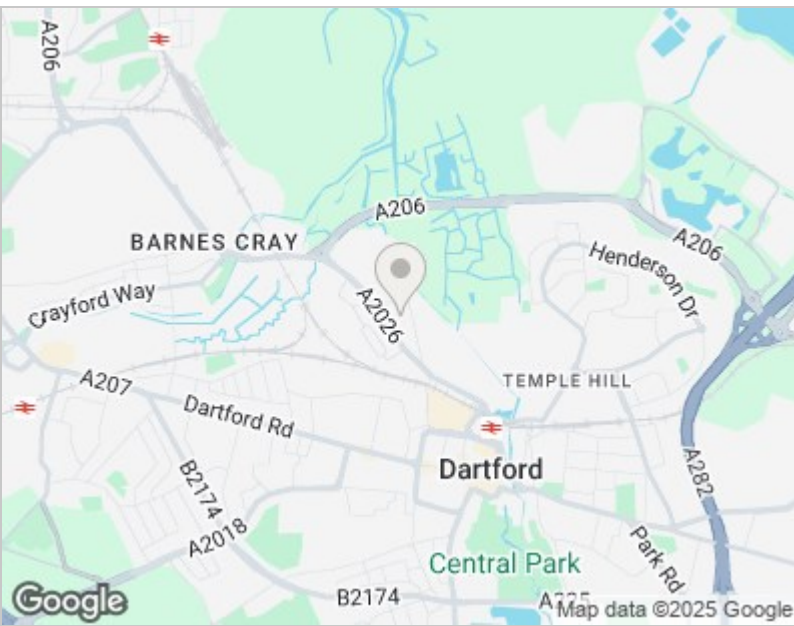 A206
A206
BARNES CRAY
Henderson Dr
A206
Crayford Way
A2026
TEMPLE HILL
A207
Dartford Rd
Dartford
B2174
A282
A2018
Park Rd
Central Park
B2174
Google
Map data ©2025 Google